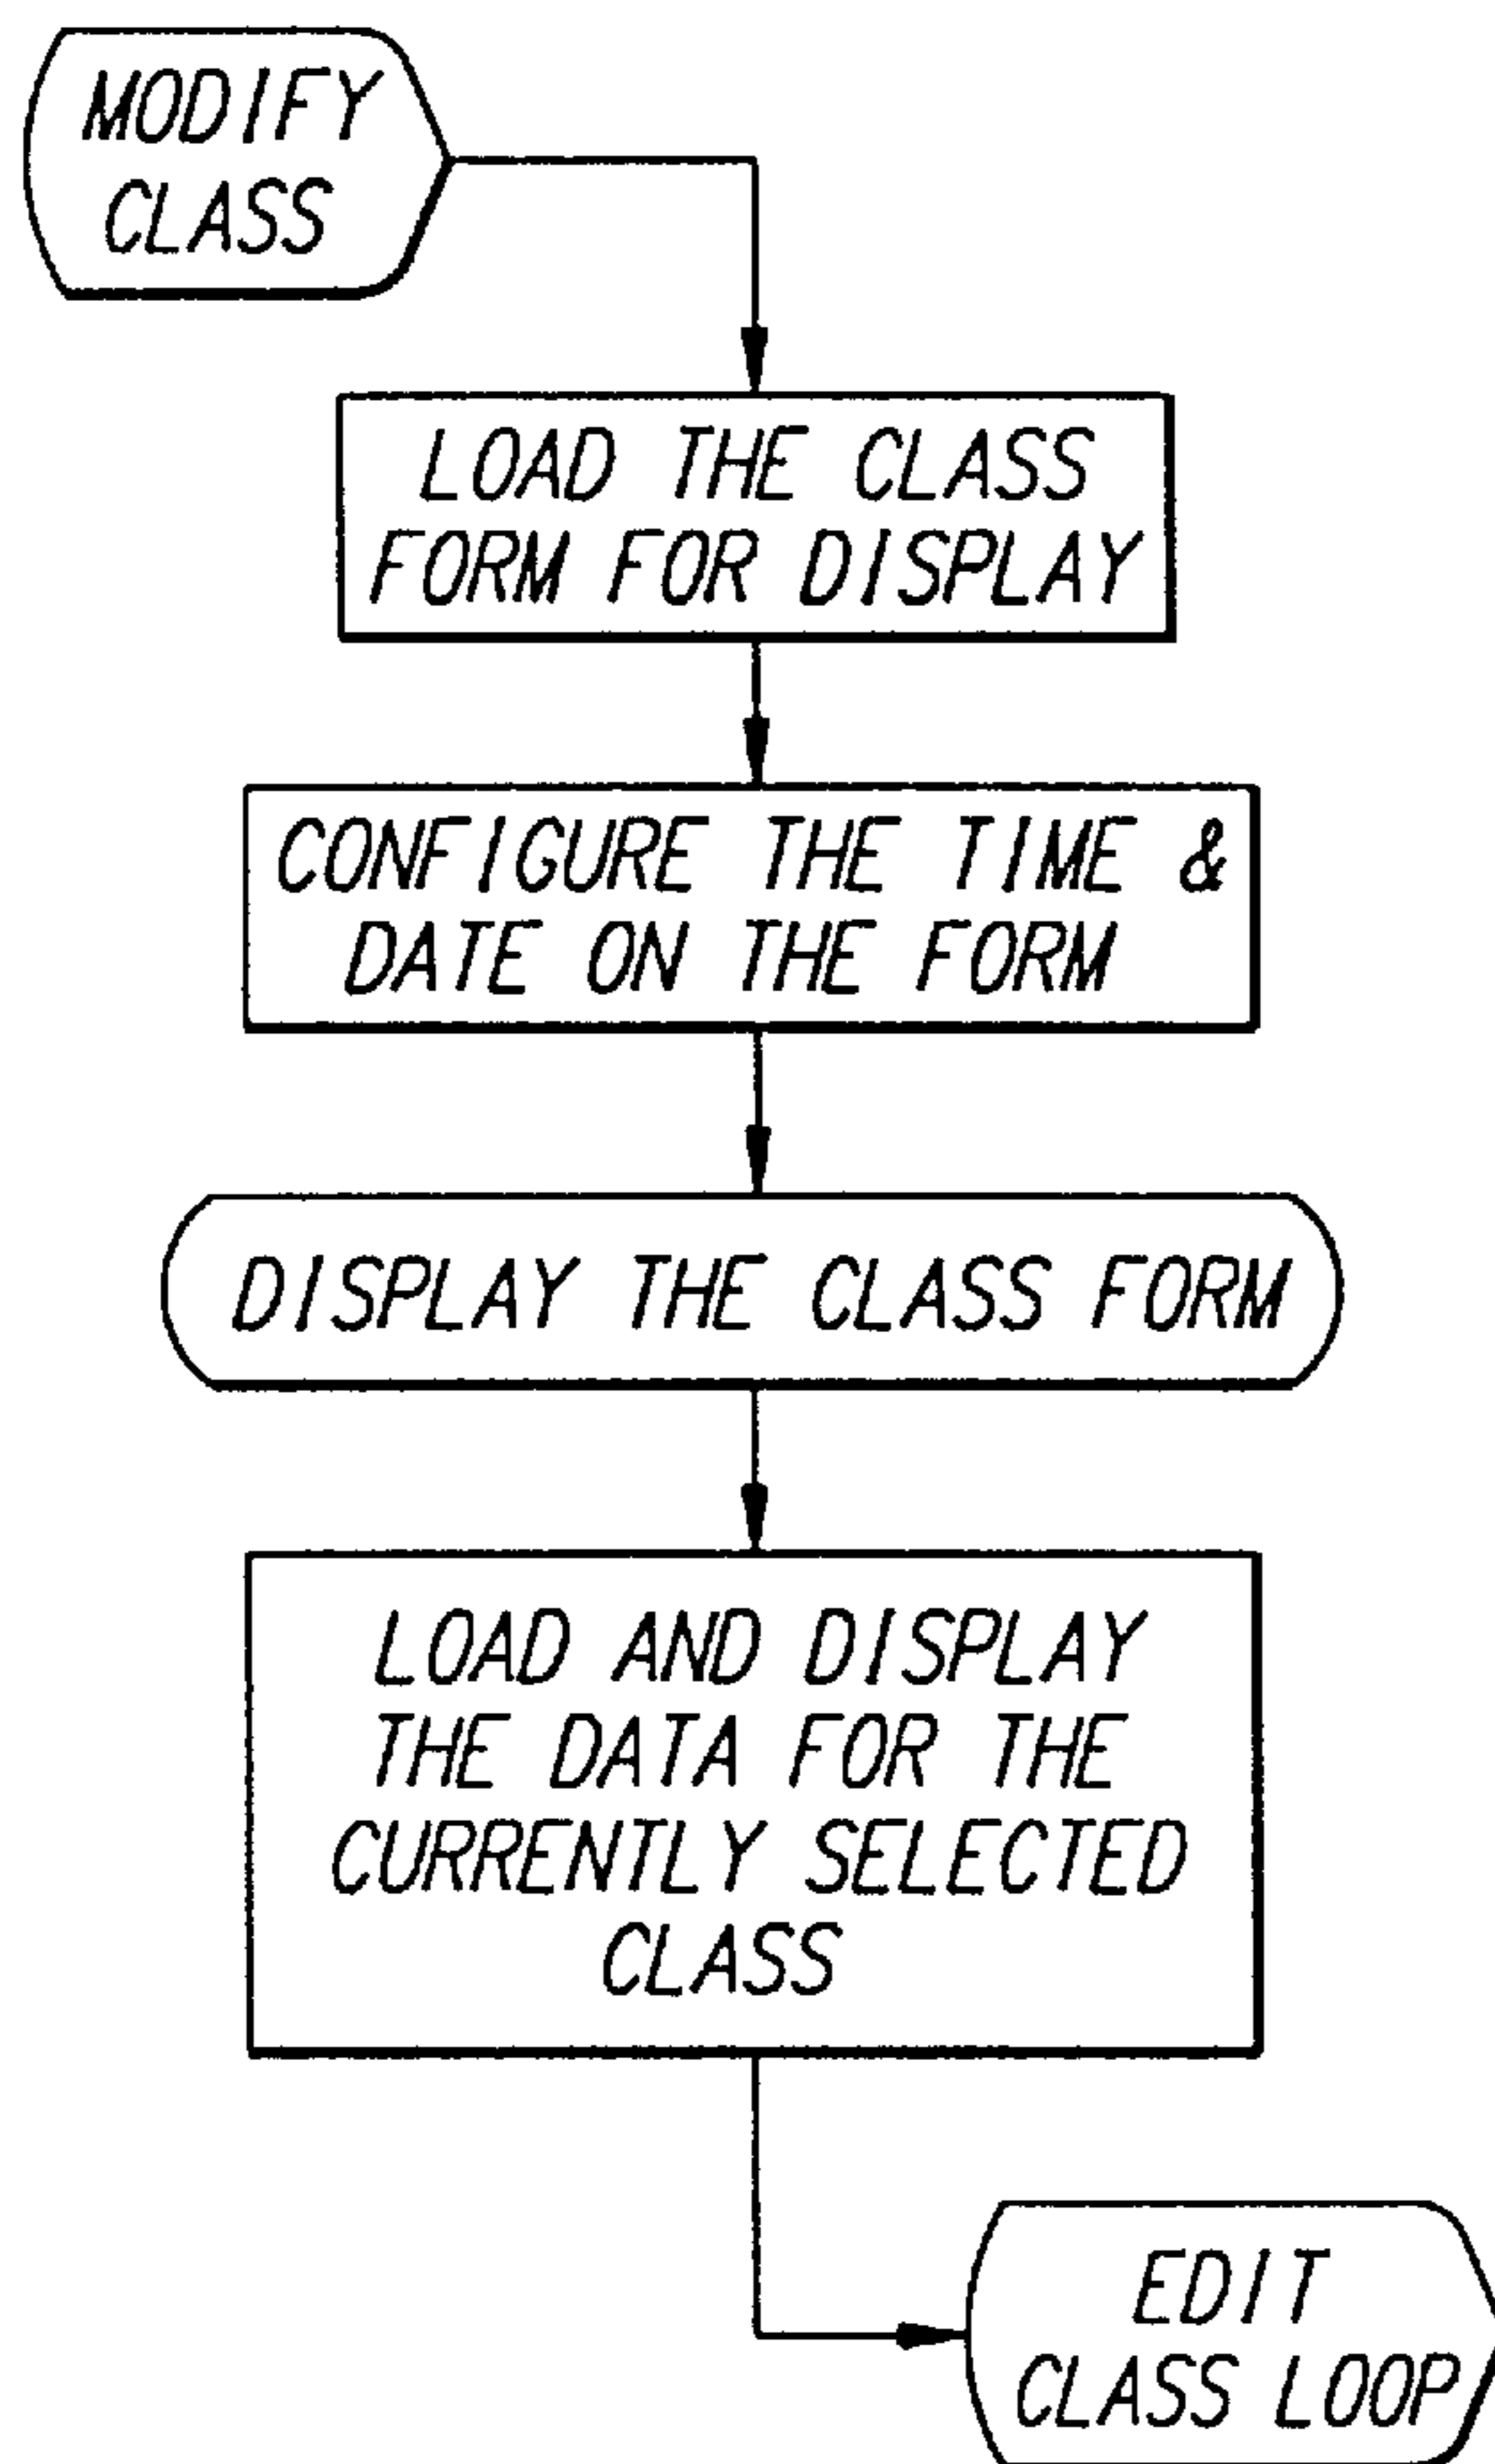 MODIFY
CLASS
LOAD THE CLASS
FORM FOR DISPLAY
CONFIGURE THE TIME &
DATE ON THE FORM
DISPLAY THE CLASS FORM
LOAD AND DISPLAY
THE DATA FOR THE
CURRENTLY SELECTED
CLASS
EDIT
CLASS LOOP